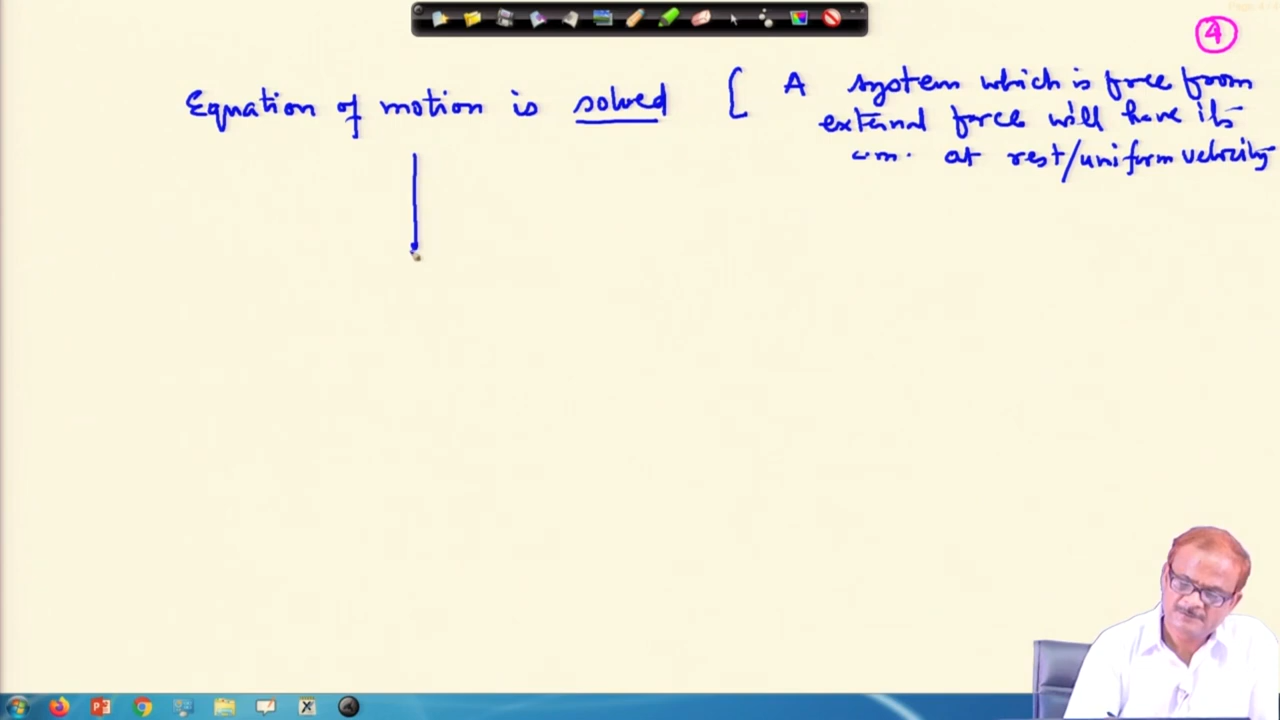 4
Equation of motion is solved [ A system which is free from
external force will have its
c.m. at rest/uniform velocity